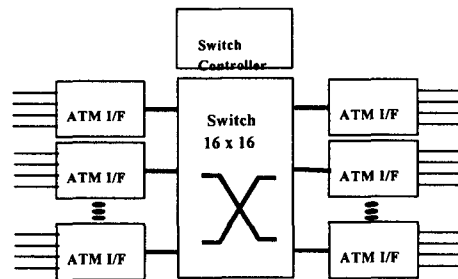 Switch
Controller
Switch
16 x 16
ATM I/F
ATM I/F
ATM I/F
ATM I/F
ATM I/F
ATM I/F